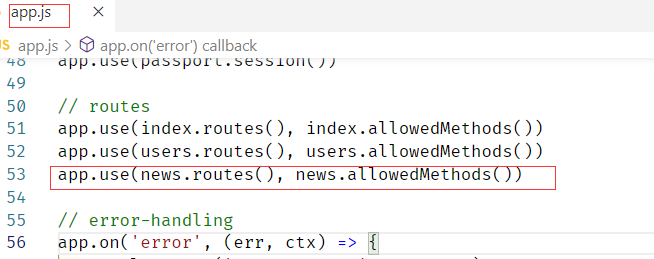 app.js
JS app.js > app.on('error') callback
48 app.use(passport.session())
49
50 // routes
51 app.use(index.routes(), index.allowedMethods())
52 app.use(users.routes(), users.allowedMethods())
53 app.use(news.routes(), news.allowedMethods())
54
55 // error-handling
56 app.on('error', (err, ctx) => {